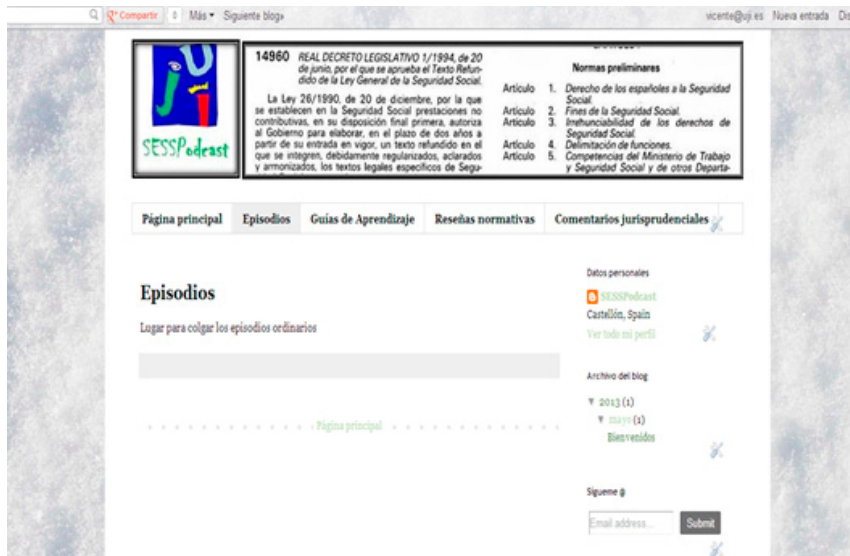 Compartir 0 Más Siguiente blog» vicente@uji.es Nueva entrada
SESSPodcast
14960 REAL DECRETO LEGISLATIVO 1/1994, de 20
de junio, por el que se aprueba el Texto Refun-
dido de la Ley General de la Seguridad Social.
La Ley 26/1990, de 20 de diciembre, por la que
se establecen en la Seguridad Social prestaciones no
contributivas, en su disposición final primera, autoriza
al Gobierno para elaborar, en el plazo de dos años a
partir de su entrada en vigor, un texto refundido en el
que se integren, debidamente regularizados, aclarados
y armonizados, los textos legales específicos de Segu-
Normas preliminares
Artículo 1. Derecho de los españoles a la Seguridad
Social.
Artículo 2. Fines de la Seguridad Social.
Artículo 3. Irrenunciabilidad de los derechos de
Seguridad Social.
Artículo 4. Delimitación de funciones.
Artículo 5. Competencias del Ministerio de Trabajo
y Seguridad Social y de otros Departa-
Página principal Episodios Guías de Aprendizaje Reseñas normativas Comentarios jurisprudenciales
Episodios
Lugar para colgar los episodios ordinarios
Página principal
Datos personales
SESSPodcast
Castellón, Spain
Ver todo mi perfil
Archivo del blog
▼ 2013 (1)
▼ mayo (1)
Bienvenidos
Sígueme @
Email address... Submit